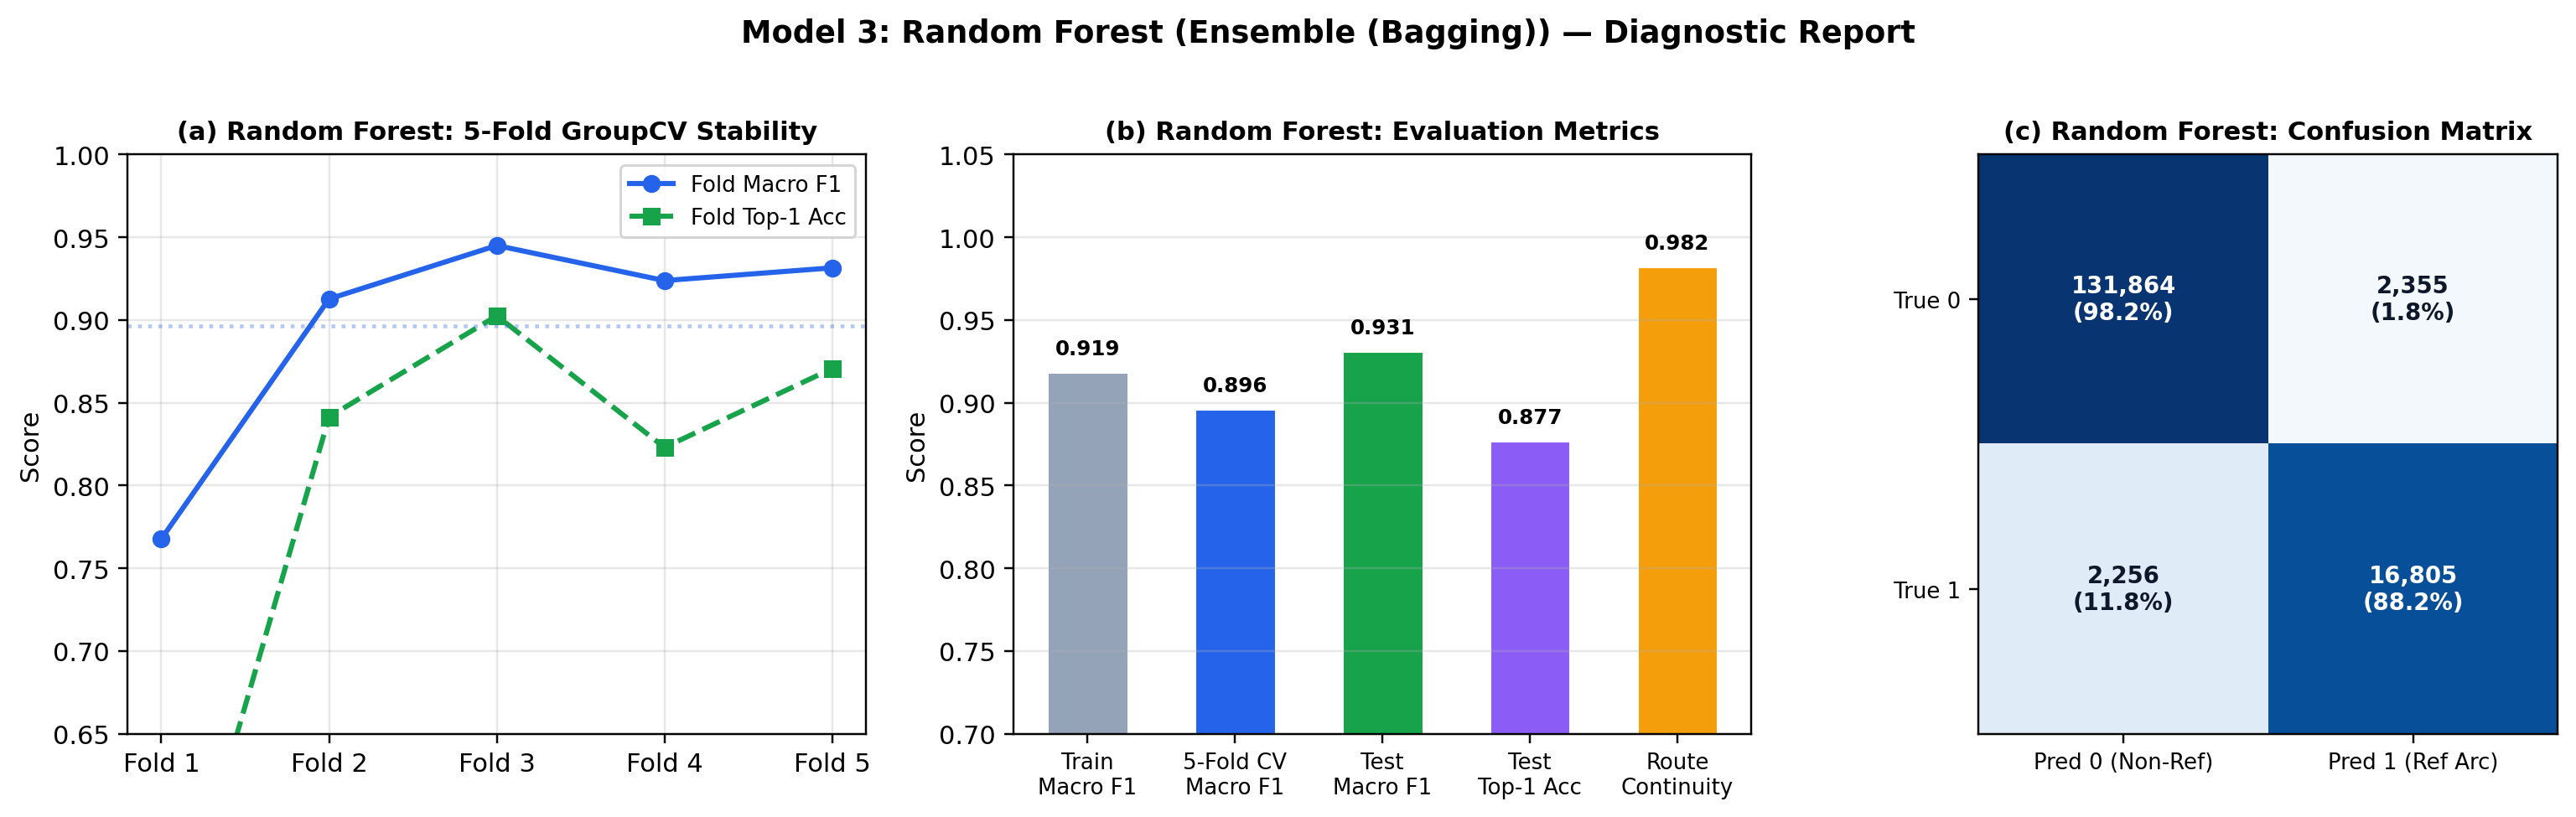 Model 3: Random Forest (Ensemble (Bagging)) — Diagnostic Report
(a) Random Forest: 5-Fold GroupCV Stability
1.00
0.95
0.90
0.85
0.80
0.75
0.70
0.65
Score
Fold Macro F1
Fold Top-1 Acc
Fold 1
Fold 2
Fold 3
Fold 4
Fold 5
(b) Random Forest: Evaluation Metrics
1.05
1.00
0.95
0.90
0.85
0.80
0.75
0.70
Score
0.919
0.896
0.931
0.877
0.982
Train
Macro F1
5-Fold CV
Macro F1
Test
Macro F1
Test
Top-1 Acc
Route
Continuity
(c) Random Forest: Confusion Matrix
True 0
True 1
131,864
(98.2%)
2,355
(1.8%)
2,256
(11.8%)
16,805
(88.2%)
Pred 0 (Non-Ref)
Pred 1 (Ref Arc)